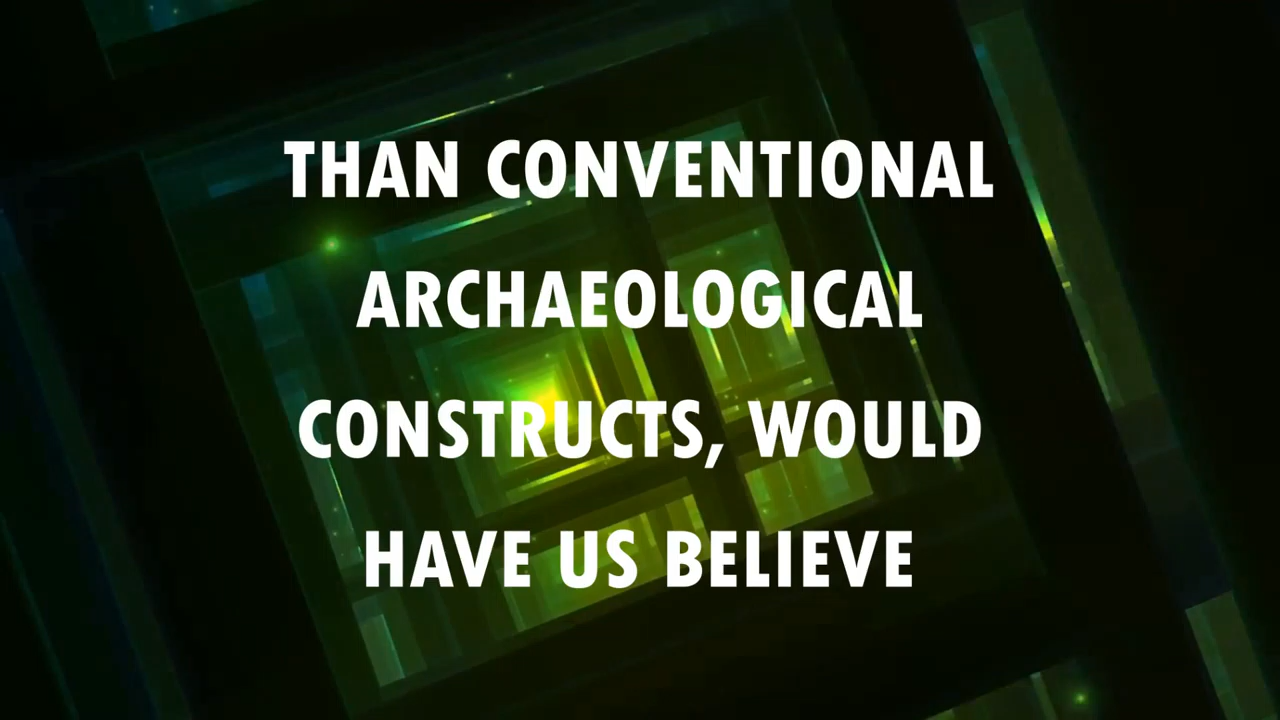 THAN CONVENTIONAL
ARCHAEOLOGICAL
CONSTRUCTS, WOULD
HAVE US BELIEVE